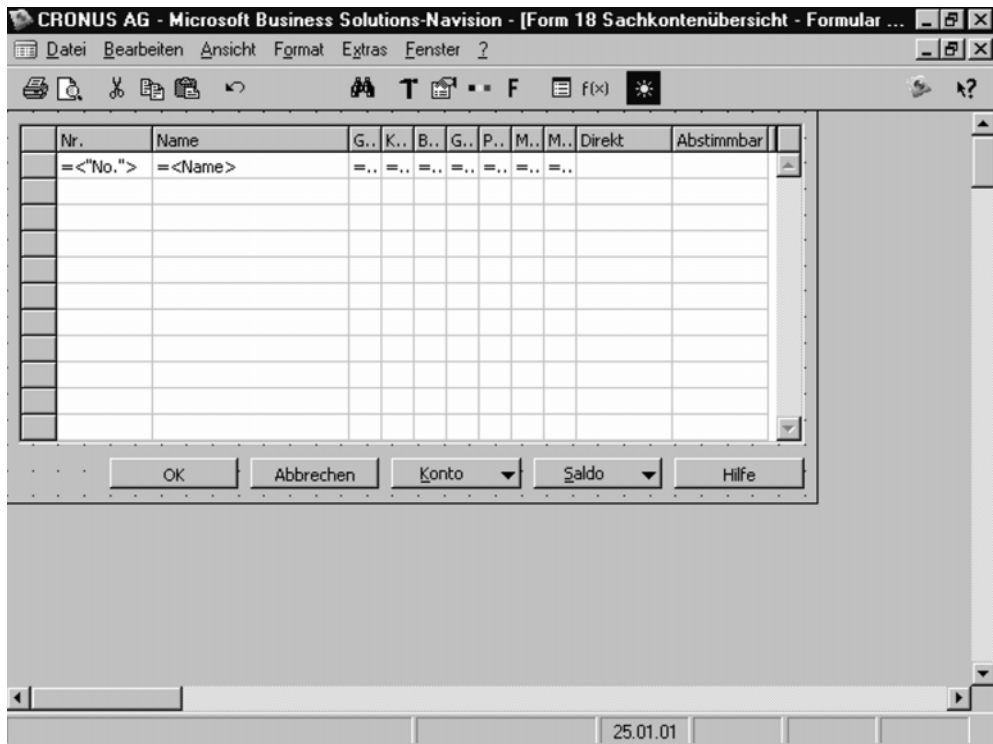 CRONUS AG - Microsoft Business Solutions-Navision - [Form 18 Sachkontenübersicht - Formular ...
Datei Bearbeiten Ansicht Format Extras Fenster ?
T F f(x) ?
Nr. Name G.. K.. B.. G.. P.. M.. M.. Direkt Abstimmbar
=<"No."> =<Name> =.. =.. =.. =.. =.. =.. =..
OK Abbrechen Konto Saldo Hilfe
25.01.01